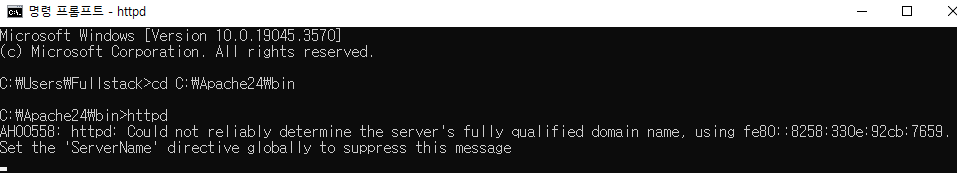 명령 프롬프트 - httpd
Microsoft Windows [Version 10.0.19045.3570]
(c) Microsoft Corporation. All rights reserved.
C:₩Users₩Fullstack>cd C:₩Apache24₩bin
C:₩Apache24₩bin>httpd
AH00558: httpd: Could not reliably determine the server's fully qualified domain name, using fe80::8258:330e:92cb:7659.
Set the 'ServerName' directive globally to suppress this message